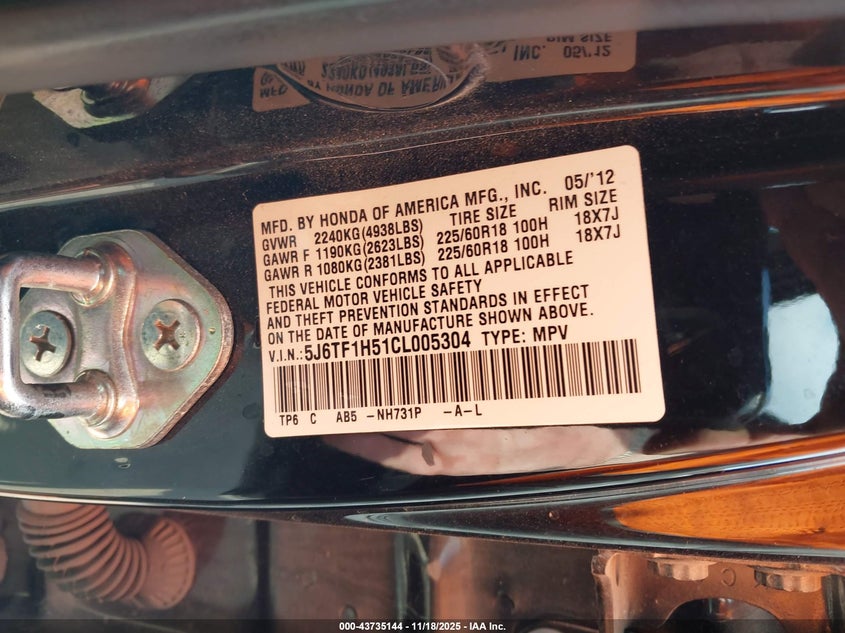 MFD. BY HONDA OF AMERICA MFG., INC. 05/'12
GVWR 2240KG(4938LBS) TIRE SIZE RIM SIZE
GAWR F 1190KG(2623LBS) 225/60R18 100H 18X7J
GAWR R 1080KG(2381LBS) 225/60R18 100H 18X7J
THIS VEHICLE CONFORMS TO ALL APPLICABLE
FEDERAL MOTOR VEHICLE SAFETY
AND THEFT PREVENTION STANDARDS IN EFFECT
ON THE DATE OF MANUFACTURE SHOWN ABOVE.
V.I.N.: 5J6TF1H51CL005304 TYPE: MPV
TP6 C AB5 -NH731P -A-L
000-43735144 - 11/18/2025 - IAA Inc.